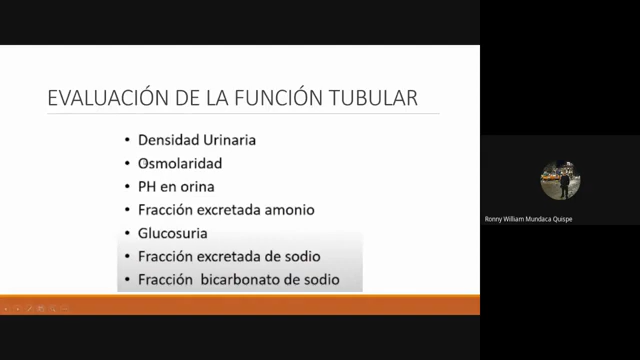 EVALUACIÓN DE LA FUNCIÓN TUBULAR
• Densidad Urinaria
• Osmolaridad
• PH en orina
• Fracción excretada amonio
• Glucosuria
• Fracción excretada de sodio
• Fracción bicarbonato de sodio
Ronny William Mundaca Quispe